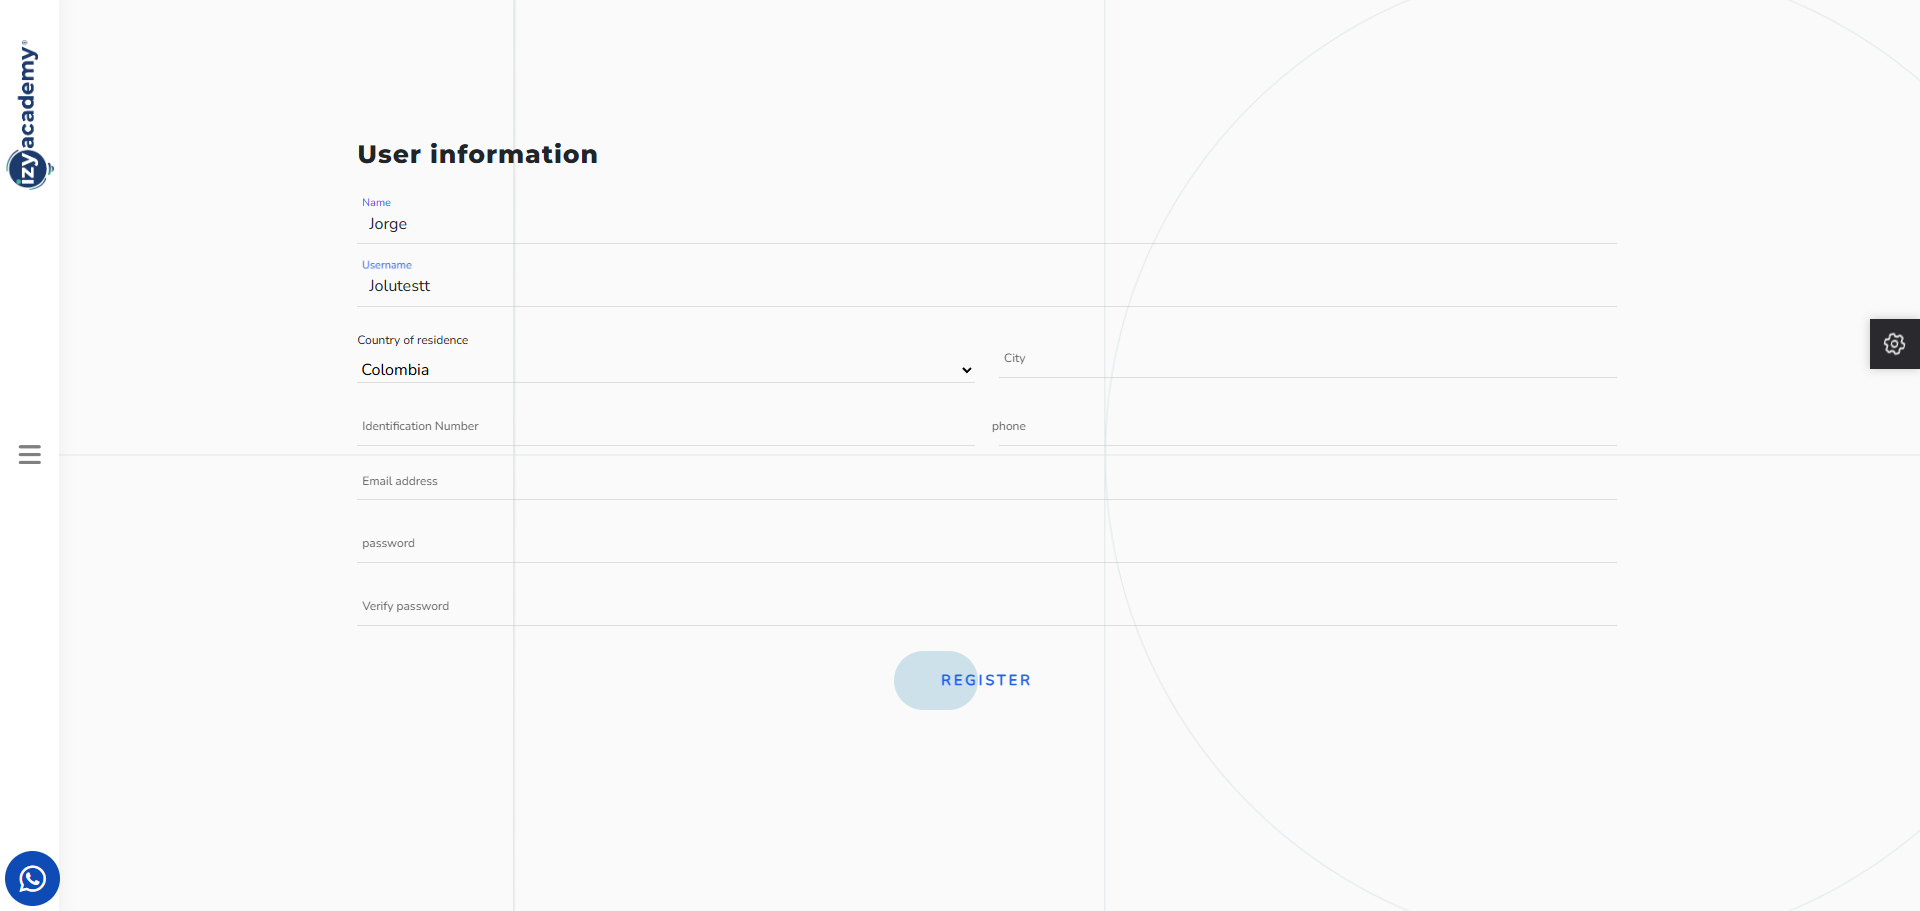 izyacademy®
User information
Name
Jorge
Username
Jolutestt
Country of residence
Colombia
City
Identification Number
phone
Email address
password
Verify password
REGISTER